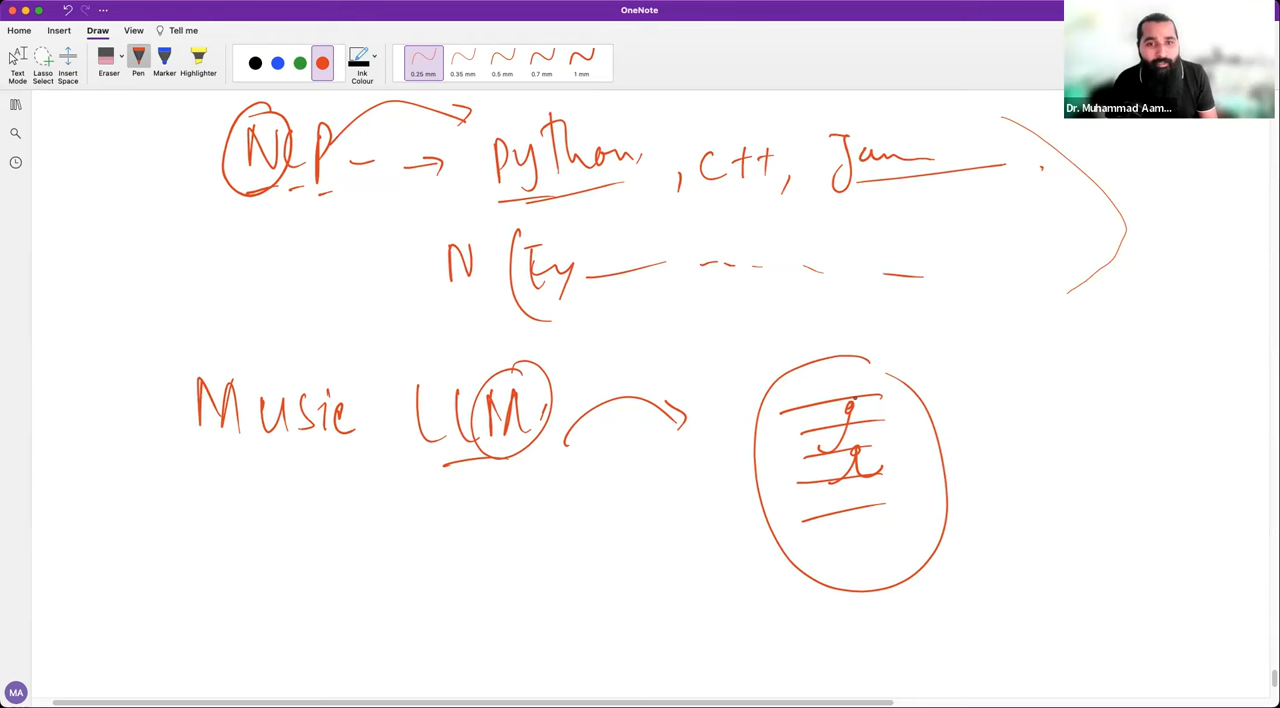 OneNote
Home Insert Draw View Tell me
Text Mode
Lasso Select
Insert Space
Eraser
Pen
Marker
Highlighter
Ink Colour
0.25 mm 0.35 mm 0.5 mm 0.7 mm 1 mm
Dr. Muhammad Aam...
NLP → python, , C++,
N
Music LLM
MA